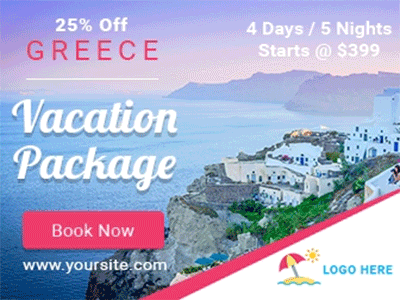 25% Off
GREECE
4 Days / 5 Nights
Starts @ $399
Vacation
Package
Book Now
www.yoursite.com
LOGO HERE